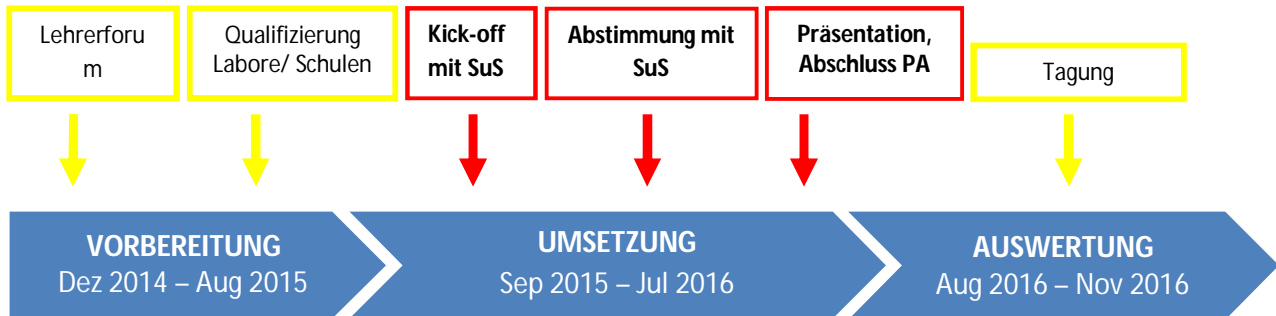 Lehrerforu
m
Qualifizierung
Labore/ Schulen
Kick-off
mit SuS
Abstimmung mit
SuS
Präsentation,
Abschluss PA
Tagung
VORBEREITUNG
Dez 2014 – Aug 2015
UMSETZUNG
Sep 2015 – Jul 2016
AUSWERTUNG
Aug 2016 – Nov 2016